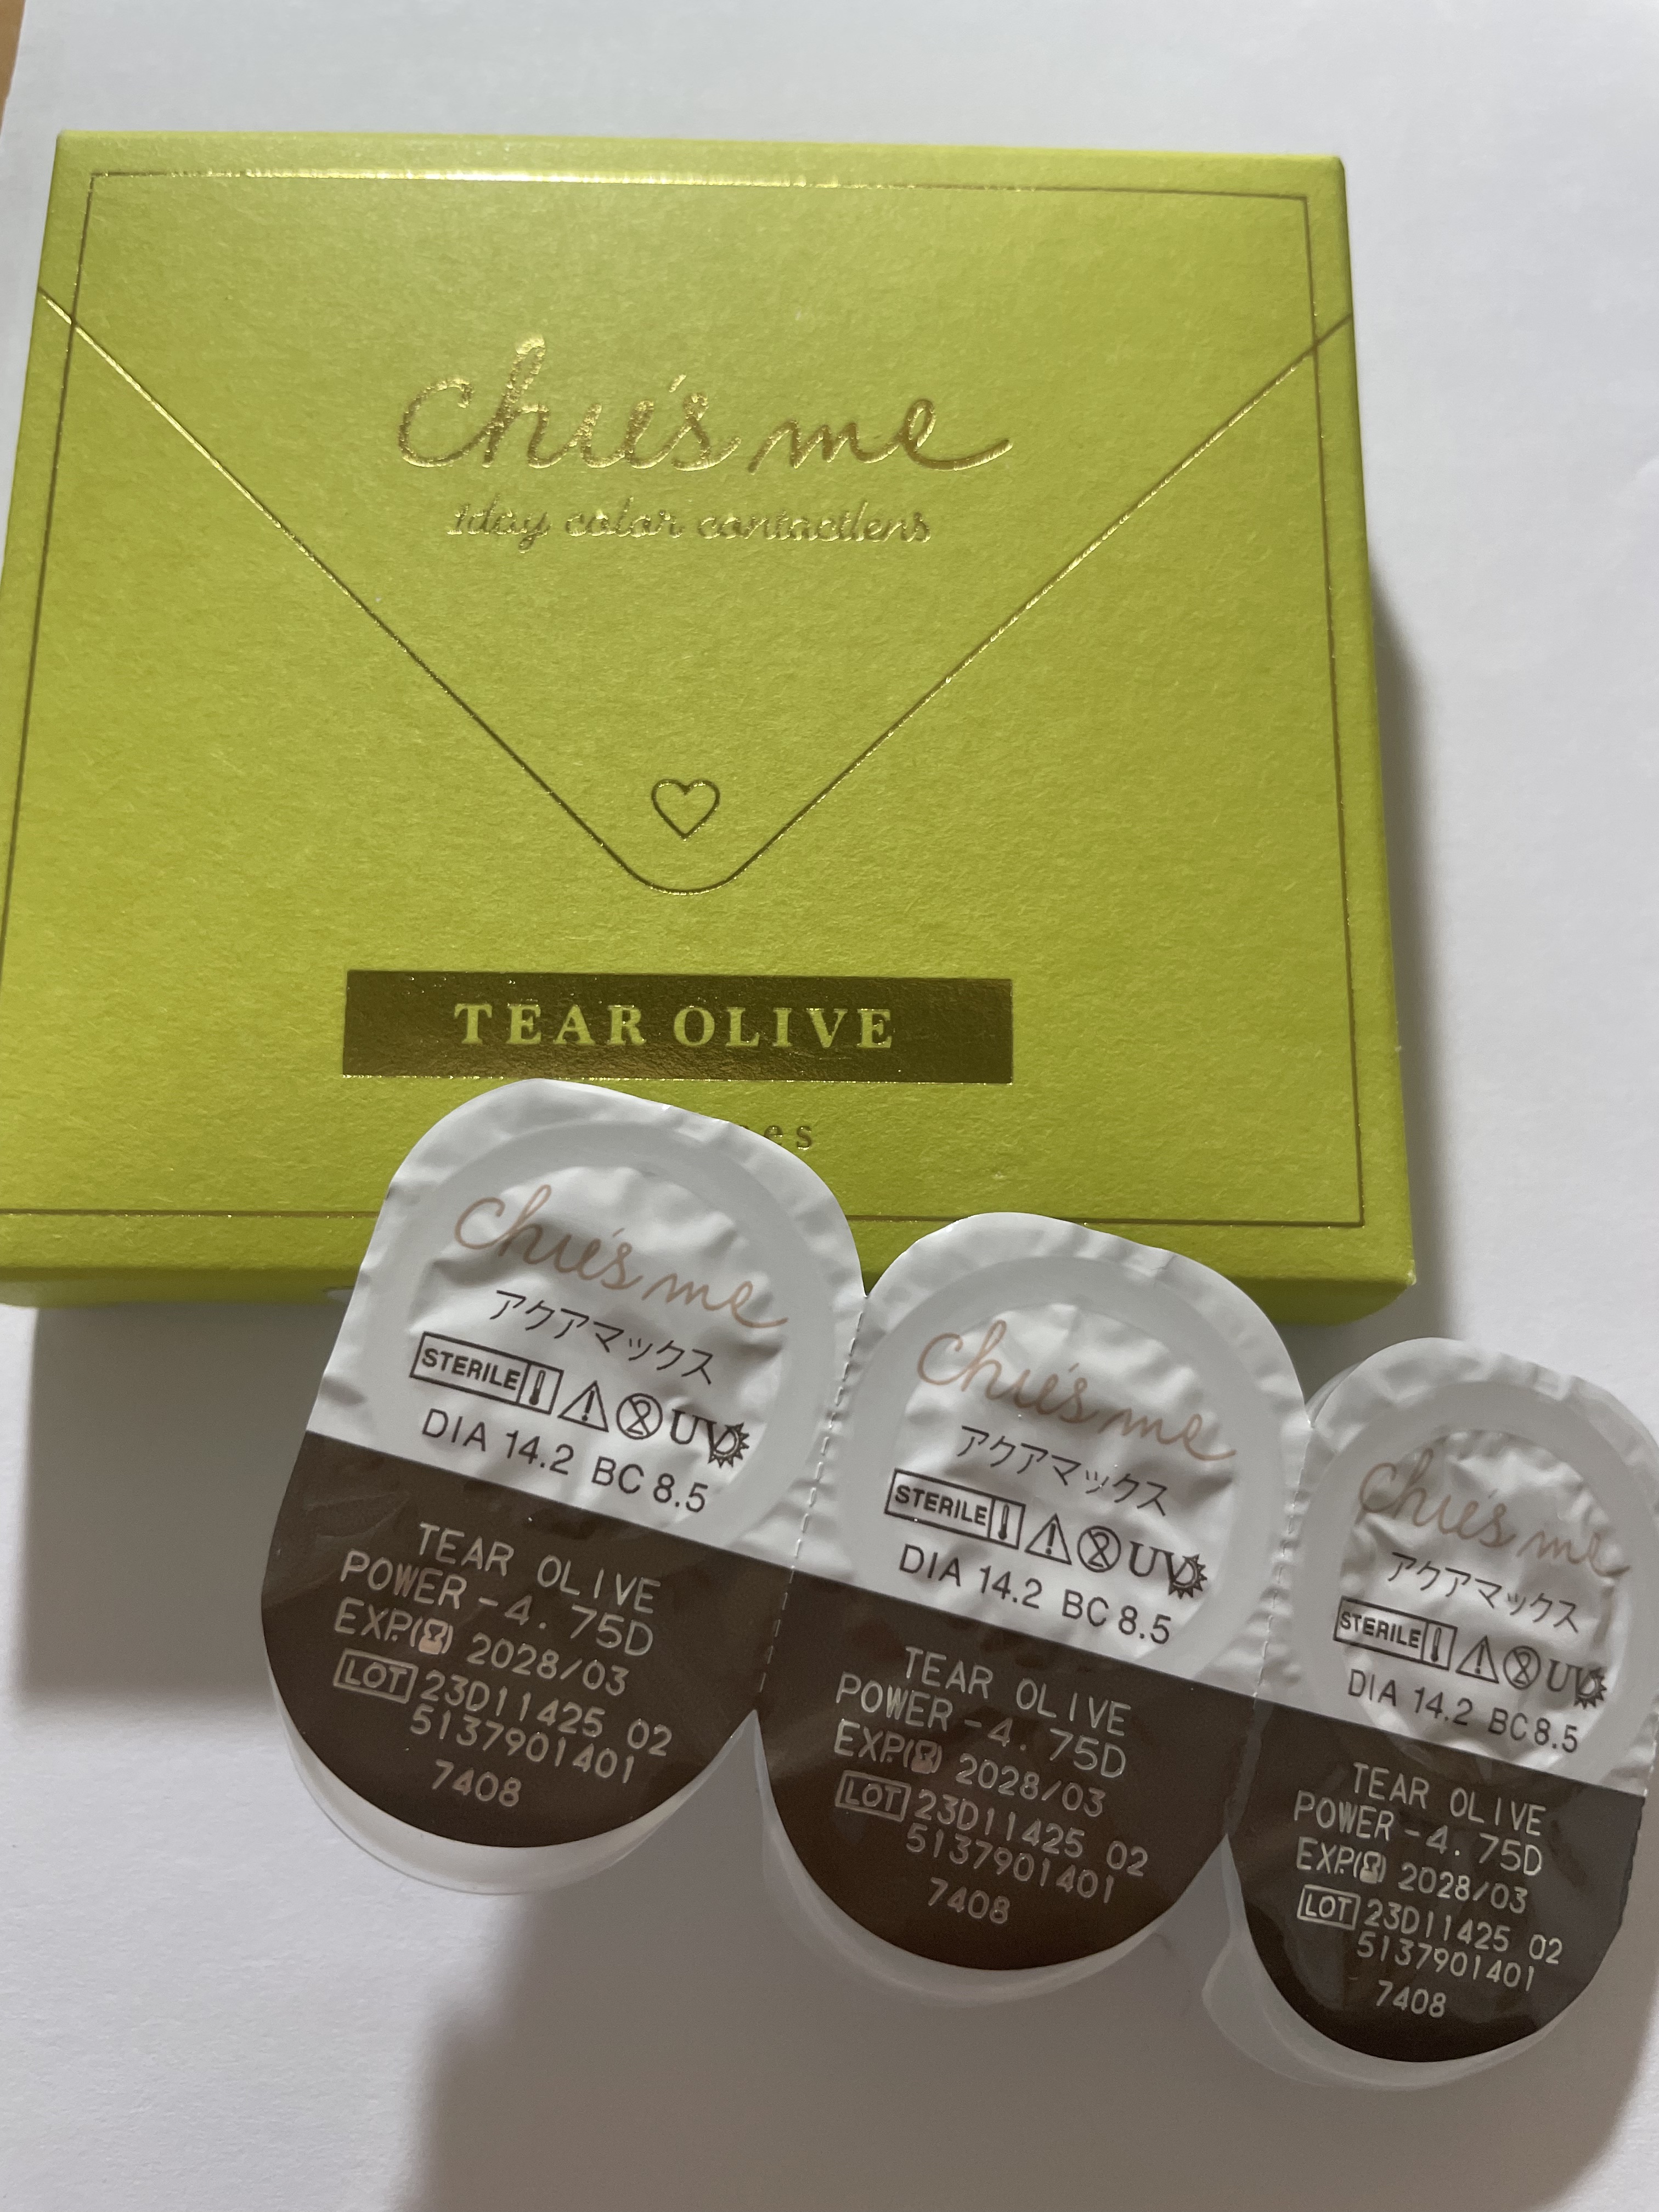 chu's me
1day color contactlens
TEAR OLIVE
chu's me
アクアマックス
STERILE UV
DIA 14.2 BC 8.5
TEAR OLIVE
POWER -4.75D
EXP.( ) 2028/03
LOT 23D11425 02
5137901401
7408
chu's me
アクアマックス
STERILE UV
DIA 14.2 BC 8.5
TEAR OLIVE
POWER -4.75D
EXP.( ) 2028/03
LOT 23D11425 02
5137901401
7408
chu's me
アクアマックス
STERILE UV
DIA 14.2 BC 8.5
TEAR OLIVE
POWER -4.75D
EXP.( ) 2028/03
LOT 23D11425 02
5137901401
7408